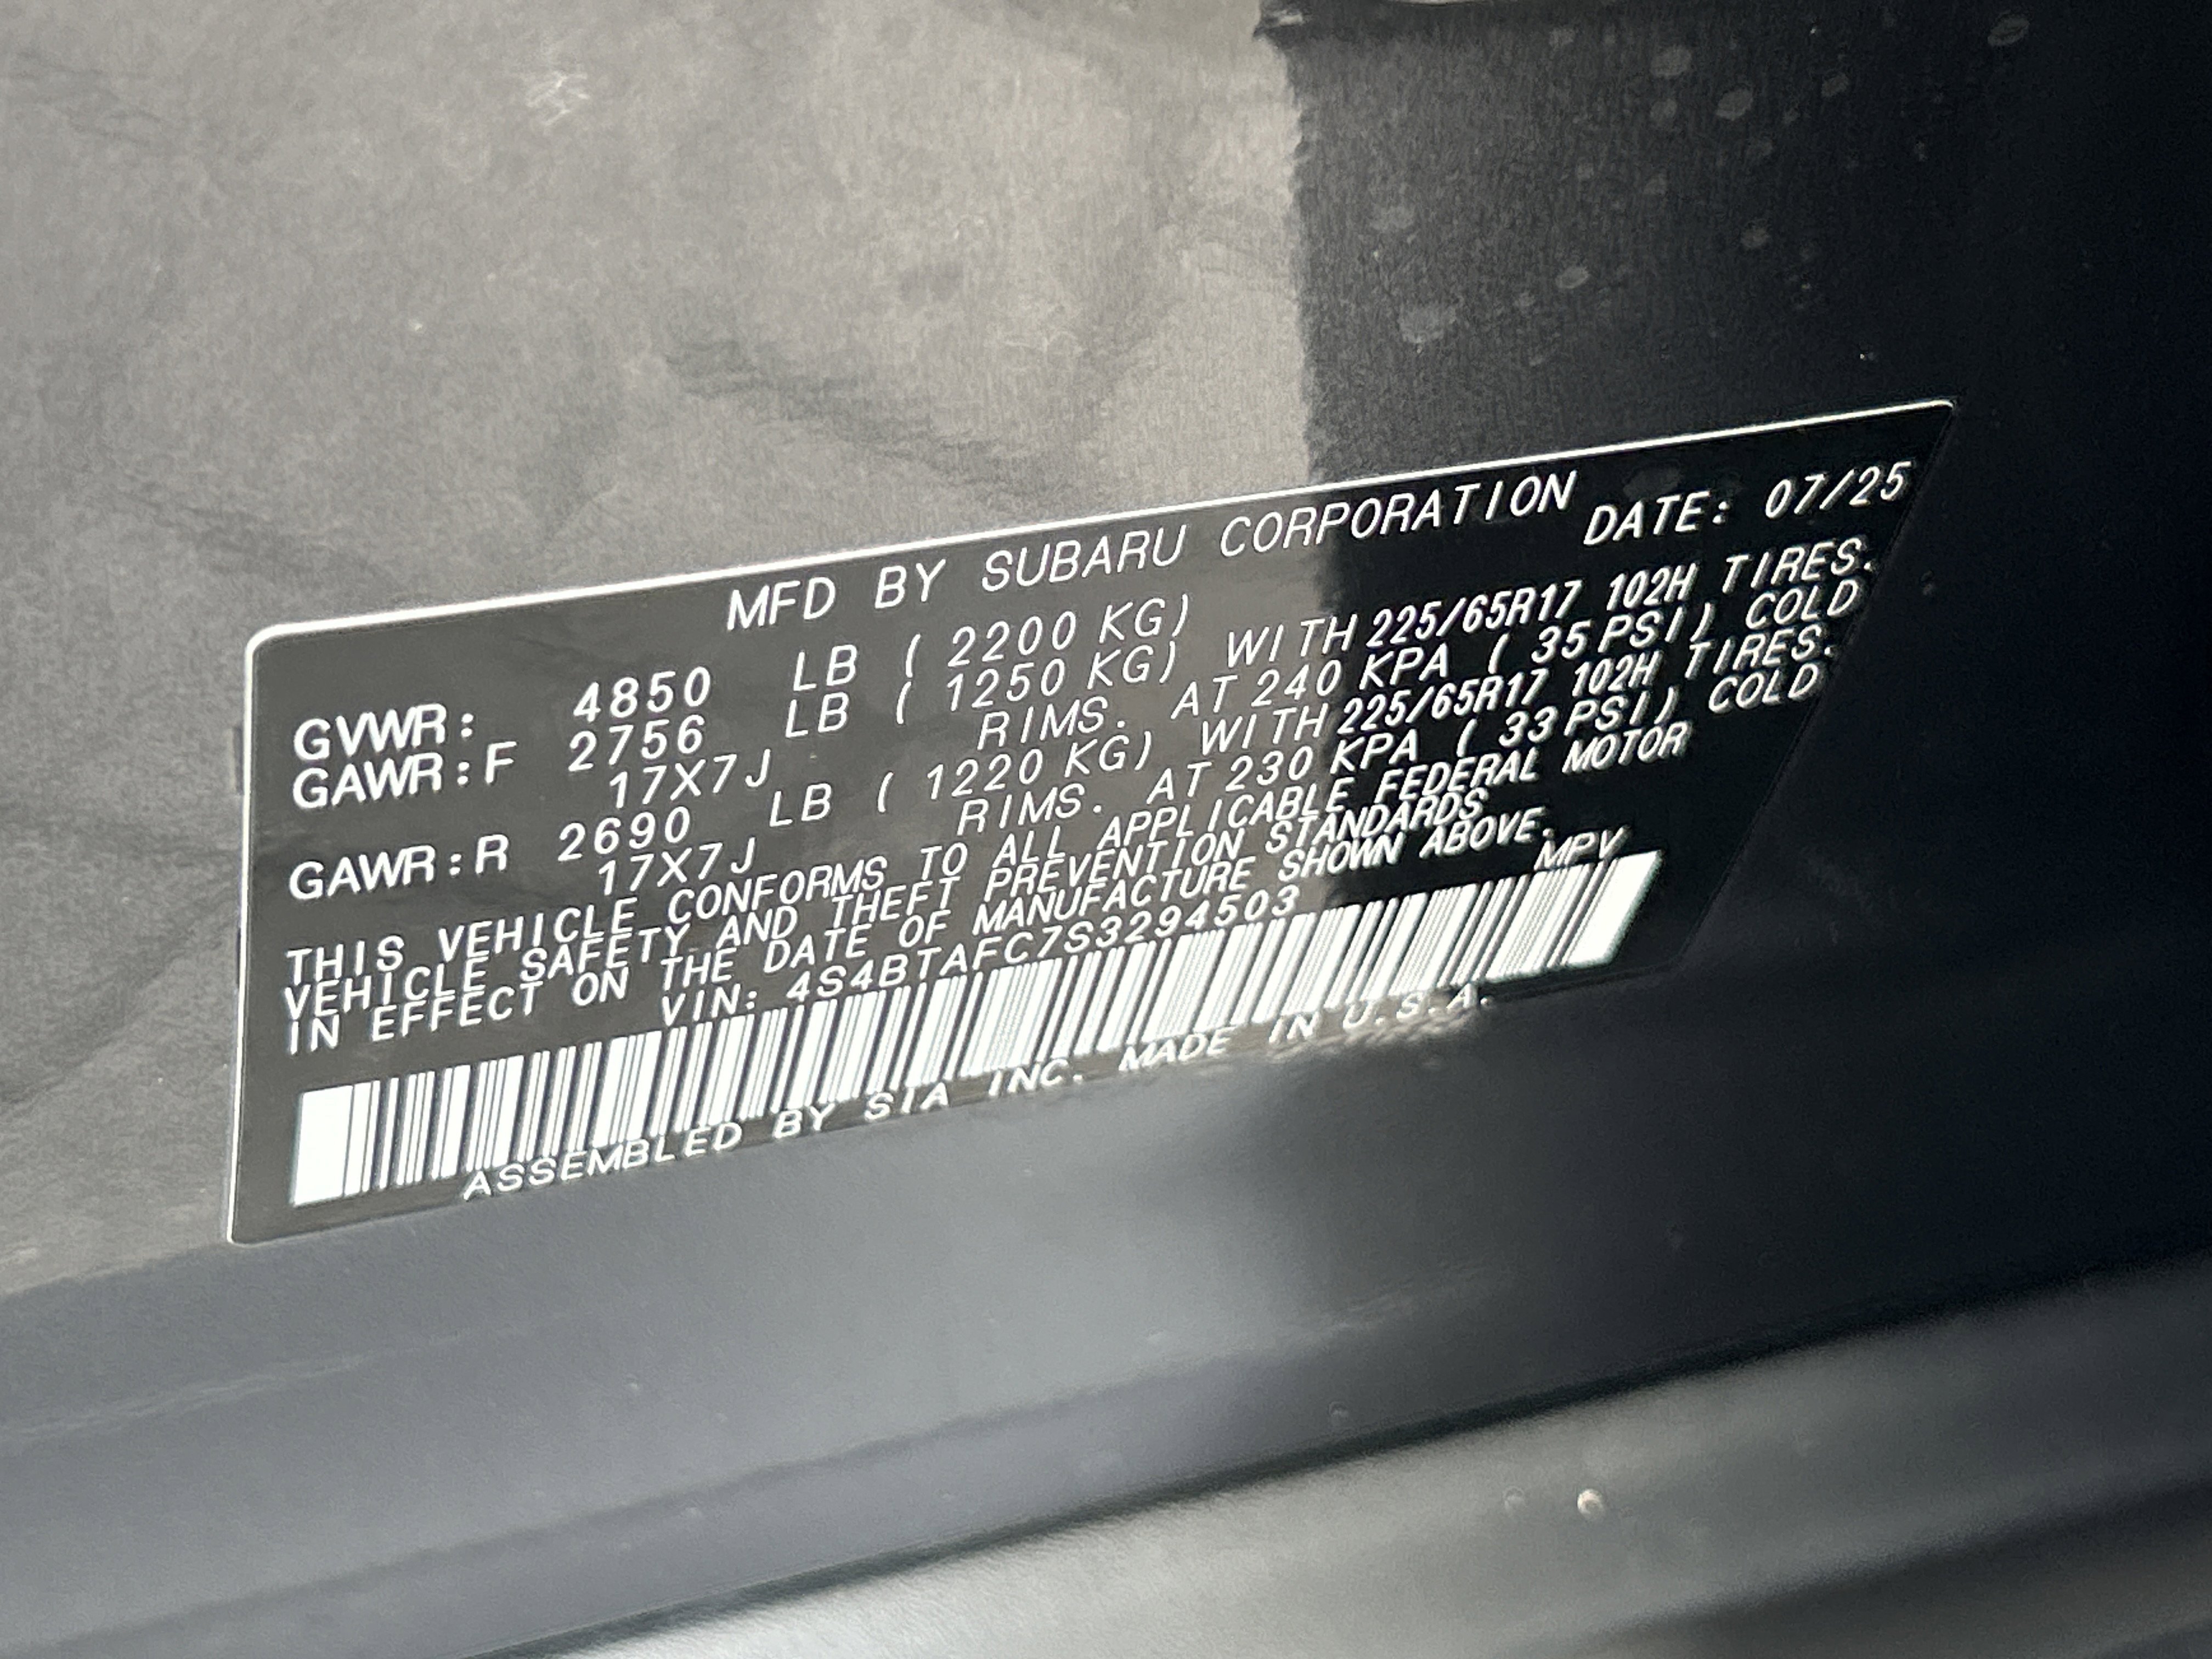 MFD BY SUBARU CORPORATION
DATE: 07/25
GVWR: 4850 LB ( 2200 KG)
GAWR:F 2756 LB ( 1250 KG) WITH 225/65R17 102H TIRES.
17X7J RIMS. AT 240 KPA ( 35 PSI) COLD
GAWR:R 2690 LB ( 1220 KG) WITH 225/65R17 102H TIRES.
17X7J RIMS. AT 230 KPA ( 33 PSI) COLD
THIS VEHICLE CONFORMS TO ALL APPLICABLE FEDERAL MOTOR
VEHICLE SAFETY AND THEFT PREVENTION STANDARDS
IN EFFECT ON THE DATE OF MANUFACTURE SHOWN ABOVE.
VIN: 4S4BTAFC7S3294503 MPV
ASSEMBLED BY SIA INC. MADE IN U.S.A.